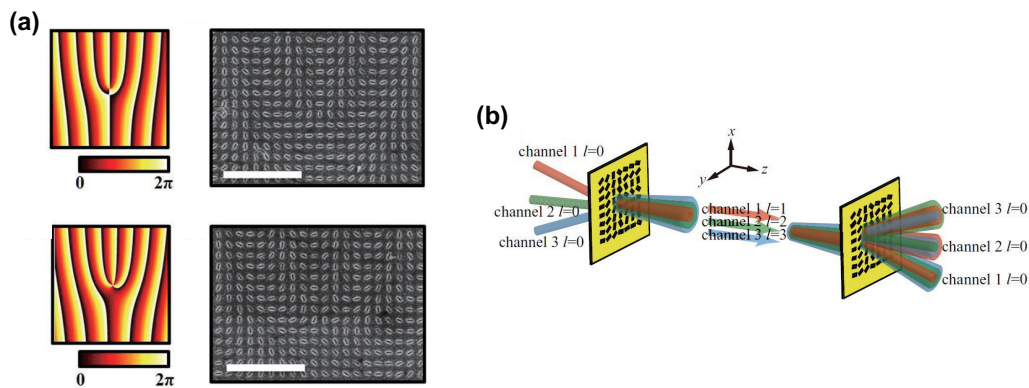 (a)
0 2π
0 2π
(b)
channel 1 l=0
channel 2 l=0
channel 3 l=0
x
y
z
channel 1 l=1
channel 2 l=2
channel 3 l=3
channel 3 l=0
channel 2 l=0
channel 1 l=0